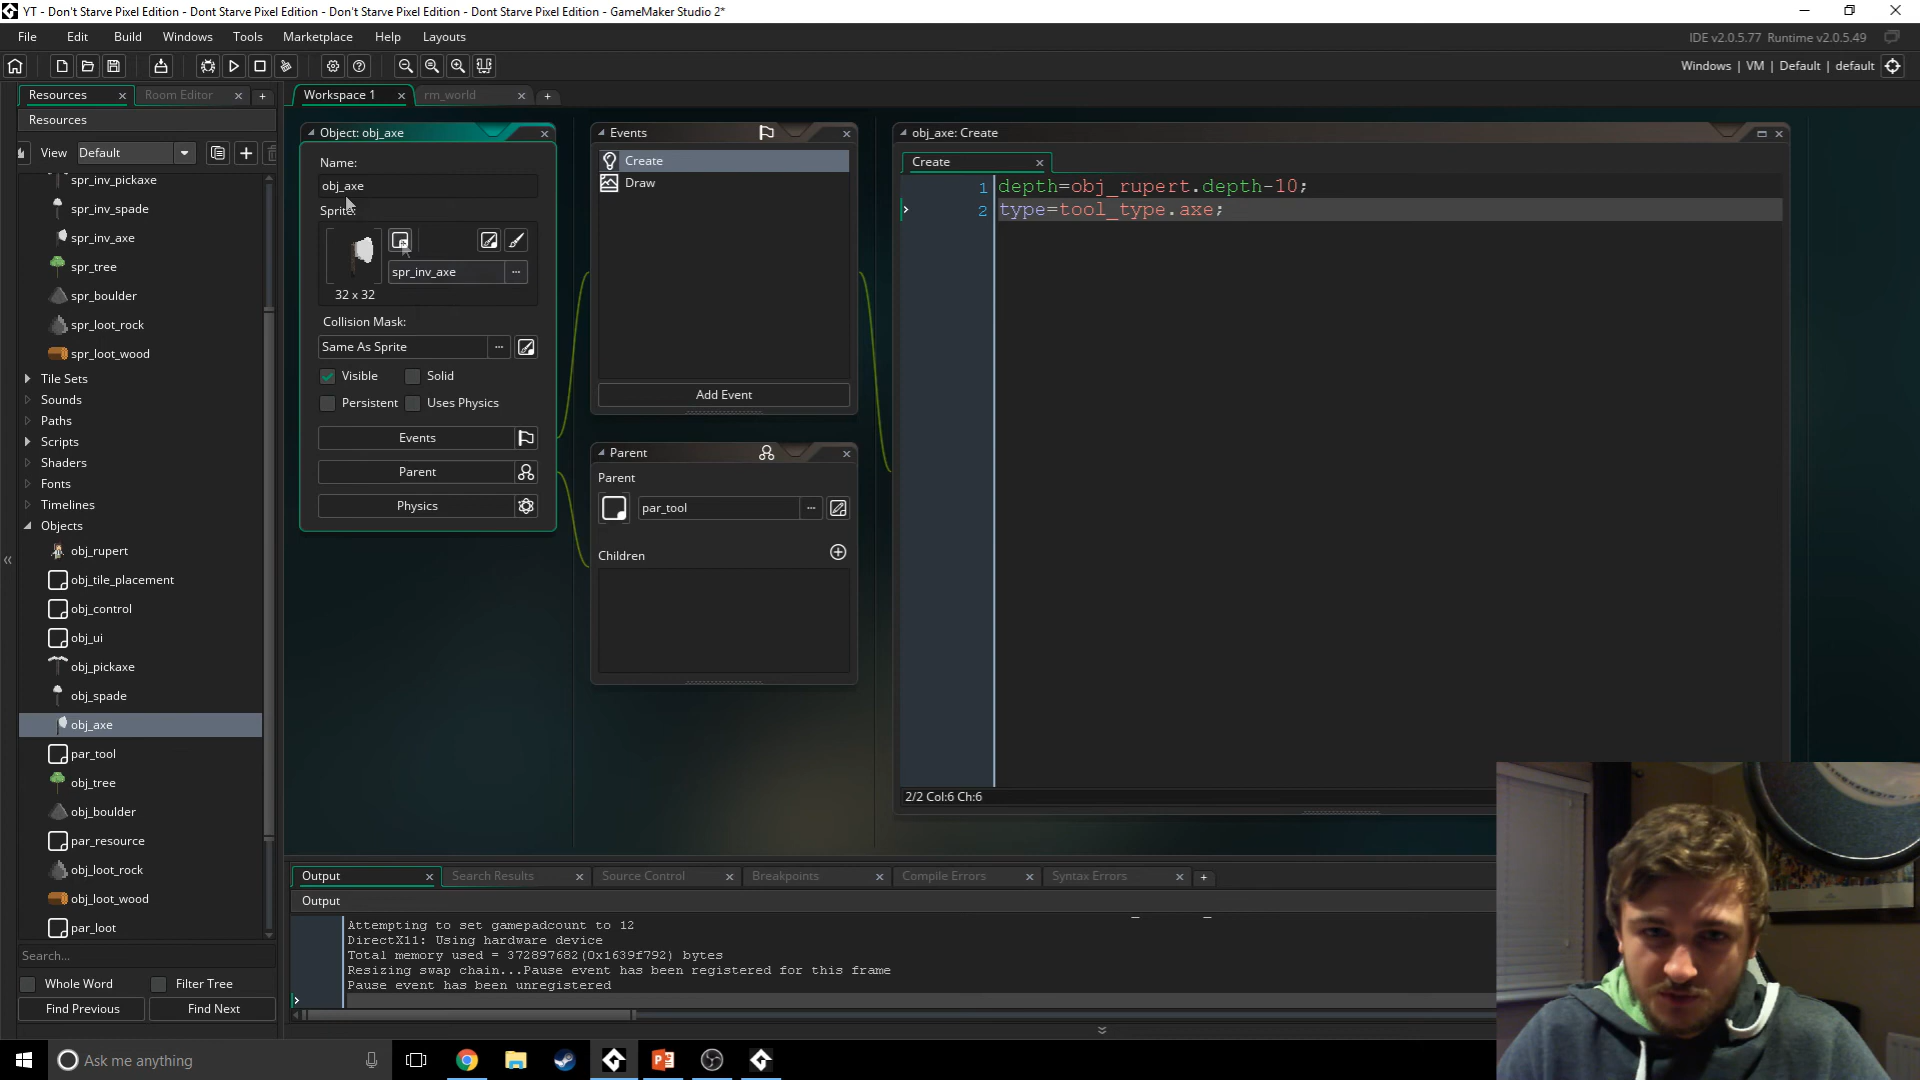 YT - Don't Starve Pixel Edition - Dont Starve Pixel Edition - Don't Starve Pixel Edition - Dont Starve Pixel Edition - GameMaker Studio 2*
File Edit Build Windows Tools Marketplace Help Layouts
IDE v2.0.5.77 Runtime v2.0.5.49
Windows | VM | Default | default
Resources Room Editor
Workspace 1 rm_world
Resources
View Default
spr_inv_pickaxe
spr_inv_spade
spr_inv_axe
spr_tree
spr_boulder
spr_loot_rock
spr_loot_wood
Tile Sets
Sounds
Paths
Scripts
Shaders
Fonts
Timelines
Objects
obj_rupert
obj_tile_placement
obj_control
obj_ui
obj_pickaxe
obj_spade
obj_axe
par_tool
obj_tree
obj_boulder
par_resource
obj_loot_rock
obj_loot_wood
par_loot
Search...
Whole Word Filter Tree
Find Previous Find Next
Object: obj_axe
Name:
obj_axe
Sprite:
spr_inv_axe
32 x 32
Collision Mask:
Same As Sprite
Visible Solid
Persistent Uses Physics
Events
Parent
Physics
Events
Create
Draw
Add Event
Parent
Parent
par_tool
Children
obj_axe: Create
Create
1 depth=obj_rupert.depth-10;
2 type=tool_type.axe;
2/2 Col:6 Ch:6
Output Search Results Source Control Breakpoints Compile Errors Syntax Errors
Output
Attempting to set gamepadcount to 12
DirectX11: Using hardware device
Total memory used = 372897682(0x1639f792) bytes
Resizing swap chain...Pause event has been registered for this frame
Pause event has been unregistered
Ask me anything